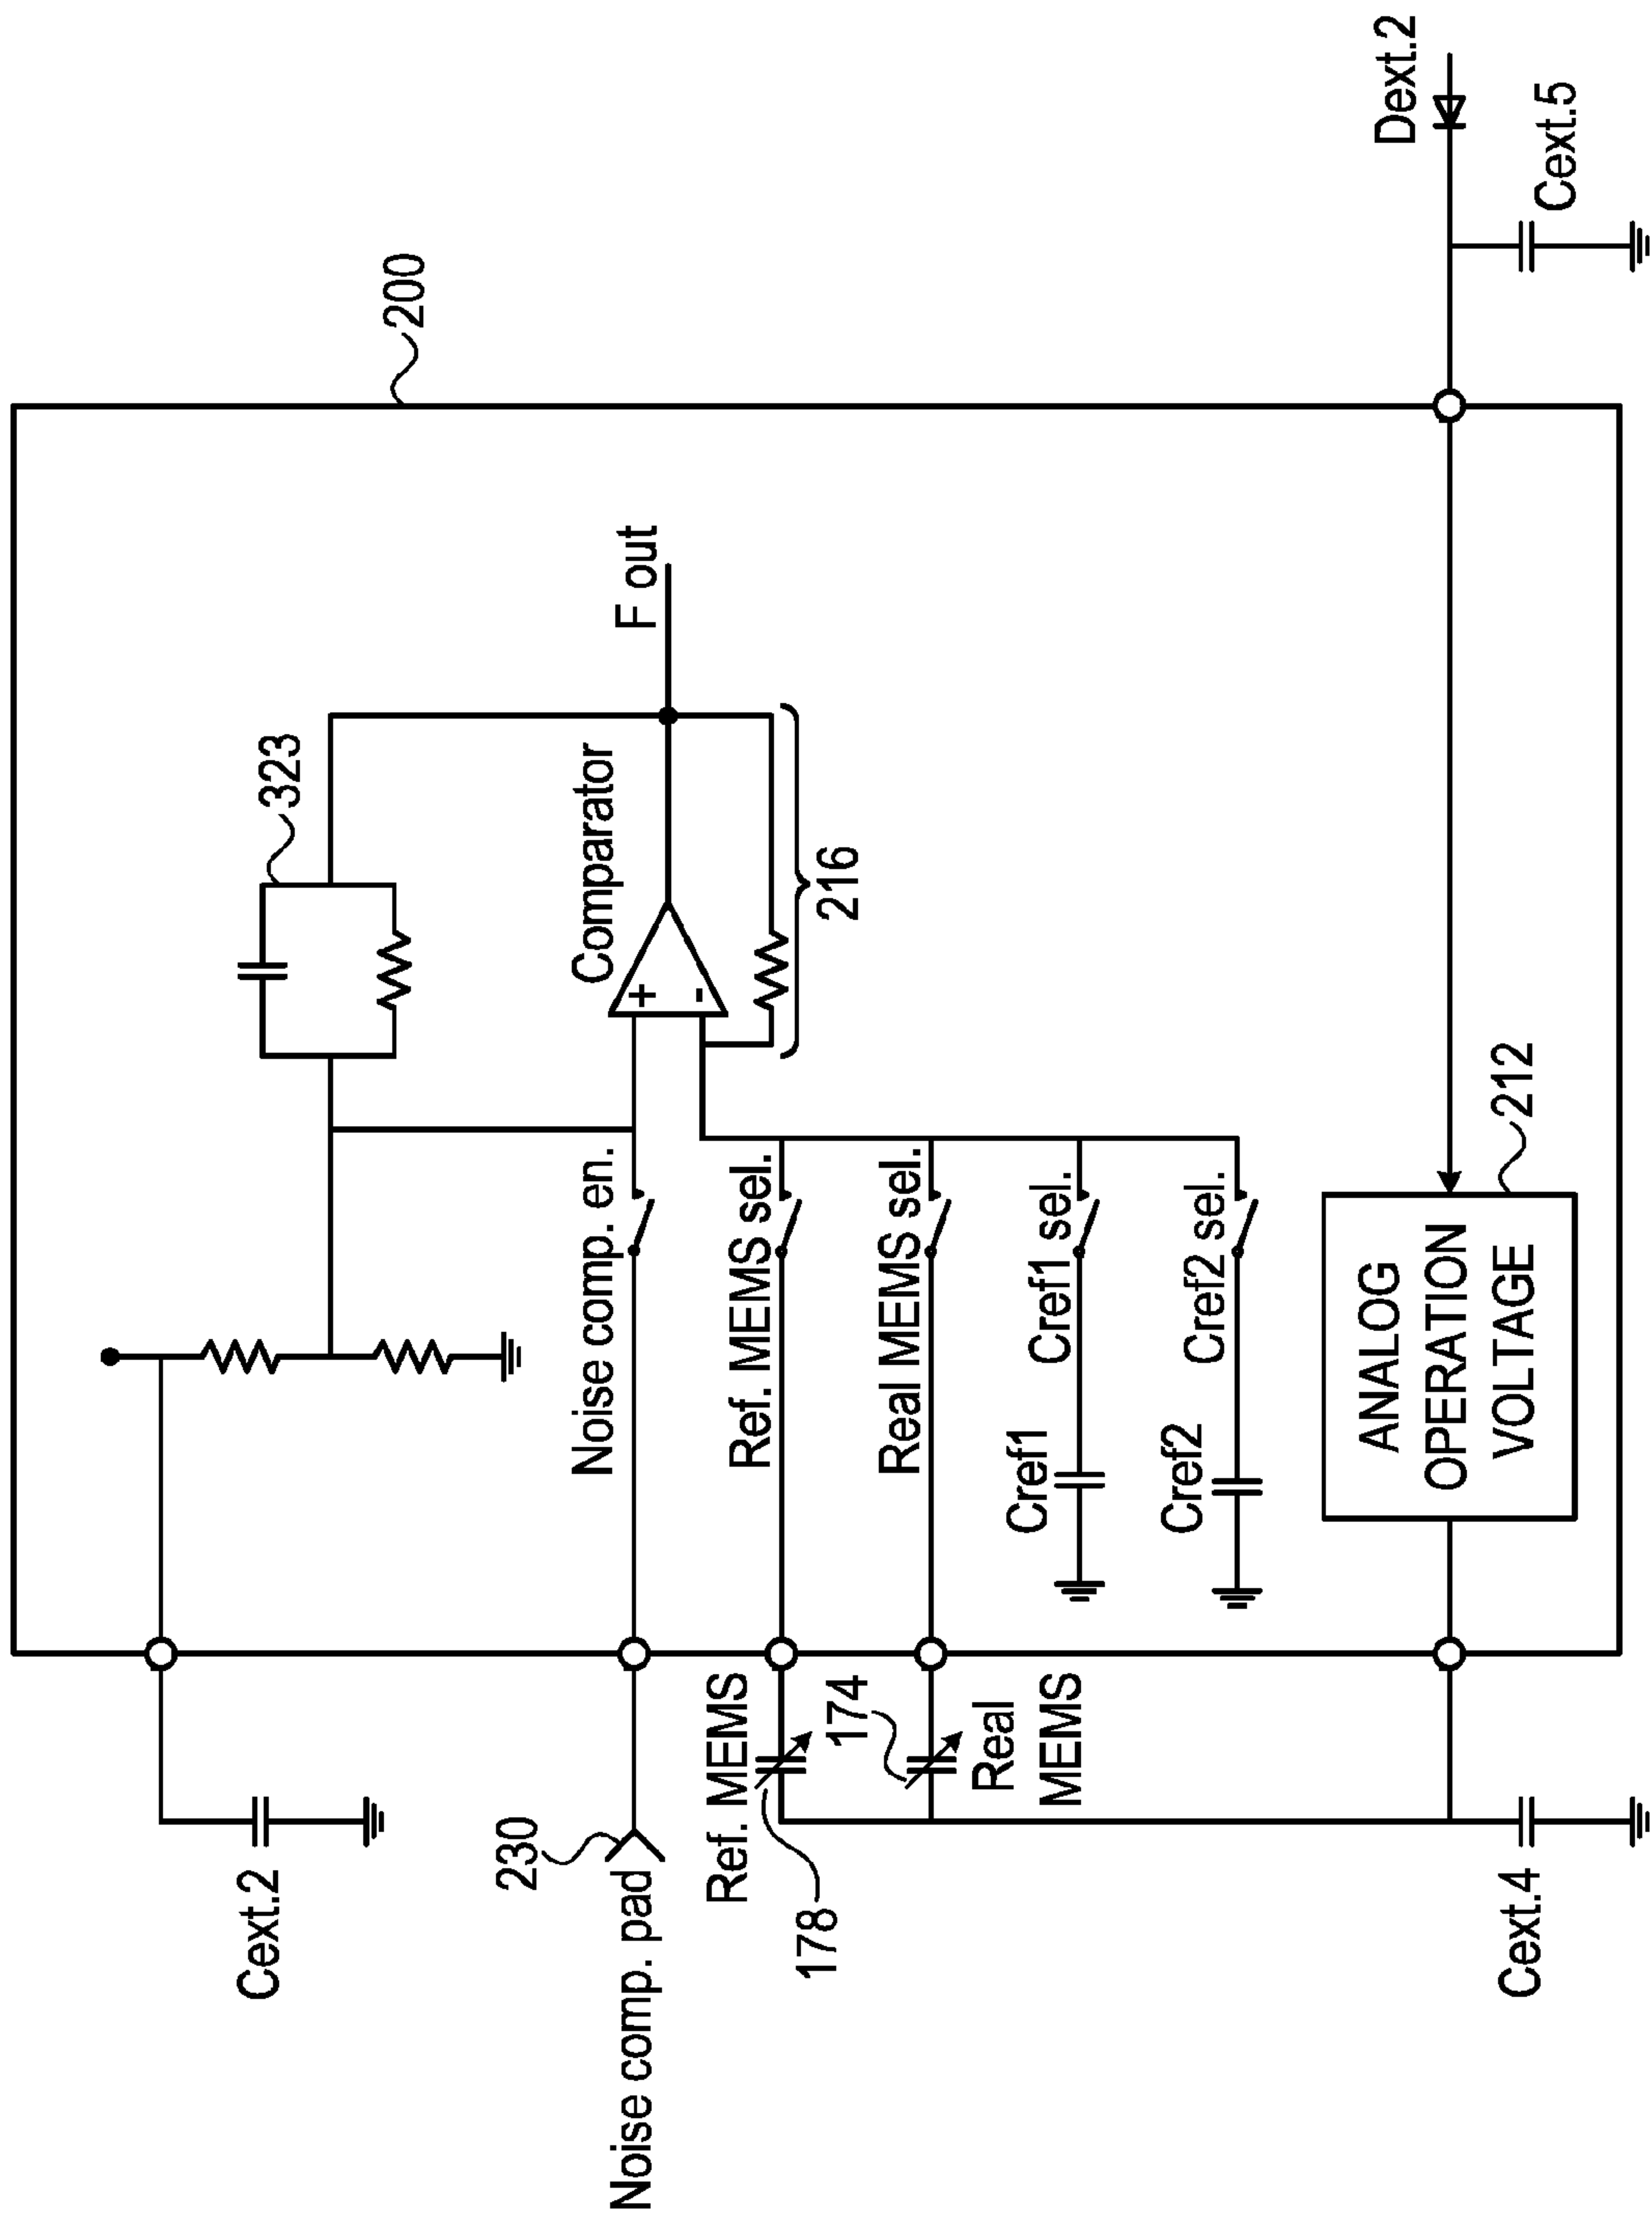 200
Cext.2
323
Comparator
F out
216
Noise comp. en.
230
Noise comp. pad
Ref. MEMS
Ref. MEMS sel.
178
174
Real MEMS sel.
Real
MEMS
Cref1
Cref1 sel.
Cref2
Cref2 sel.
+
-
ANALOG
OPERATION
VOLTAGE
212
Cext.4
Dext.2
Cext.5